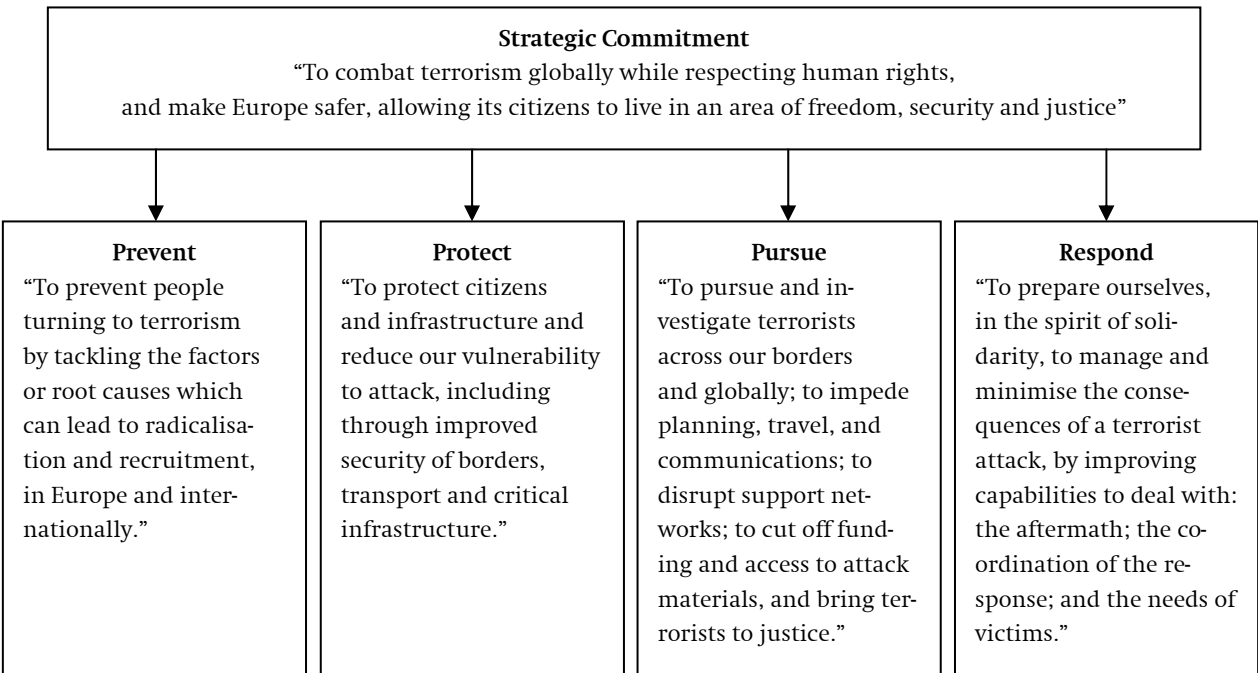 Strategic Commitment
“To combat terrorism globally while respecting human rights,
and make Europe safer, allowing its citizens to live in an area of freedom, security and justice”
Prevent
“To prevent people
turning to terrorism
by tackling the factors
or root causes which
can lead to radicalisa-
tion and recruitment,
in Europe and inter-
nationally.”
Protect
“To protect citizens
and infrastructure and
reduce our vulnerability
to attack, including
through improved
security of borders,
transport and critical
infrastructure.”
Pursue
“To pursue and in-
vestigate terrorists
across our borders
and globally; to impede
planning, travel, and
communications; to
disrupt support net-
works; to cut off fund-
ing and access to attack
materials, and bring ter-
rorists to justice.”
Respond
“To prepare ourselves,
in the spirit of soli-
darity, to manage and
minimise the conse-
quences of a terrorist
attack, by improving
capabilities to deal with:
the aftermath; the co-
ordination of the re-
sponse; and the needs of
victims.”